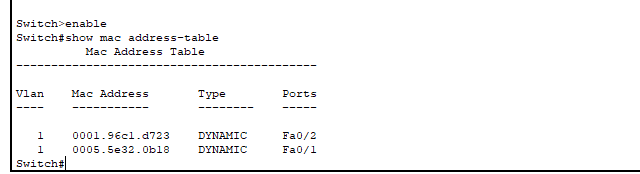 Switch>enable
Switch#show mac address-table
Mac Address Table
-------------------------------------------
Vlan    Mac Address       Type        Ports
----    -----------       --------    -----
1    0001.96c1.d723    DYNAMIC     Fa0/2
1    0005.5e32.0b18    DYNAMIC     Fa0/1
Switch#